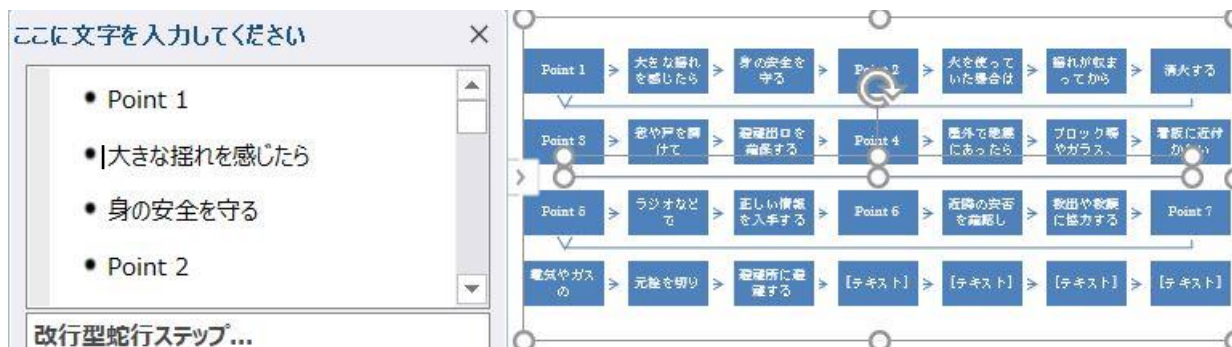 ここに文字を入力してください
Point 1
大きな揺れを感じたら
身の安全を守る
Point 2
改行型蛇行ステップ...
Point 1
大きな揺れ
を感じたら
身の安全を
守る
Point 2
火を使って
いた場合は
揺れが収ま
ってから
消火する
Point 3
窓や戸を開
けて
避難出口を
確保する
Point 4
屋外で地震
にあったら
ブロック塀
やガラス、
看板に近付
かない
Point 5
ラジオなど
で
正しい情報
を入手する
Point 6
近隣の安否
を確認し
救出や救護
に協力する
Point 7
電気やガス
の
元栓を切り
避難所に避
難する
[テキスト]
[テキスト]
[テキスト]
[テキスト]